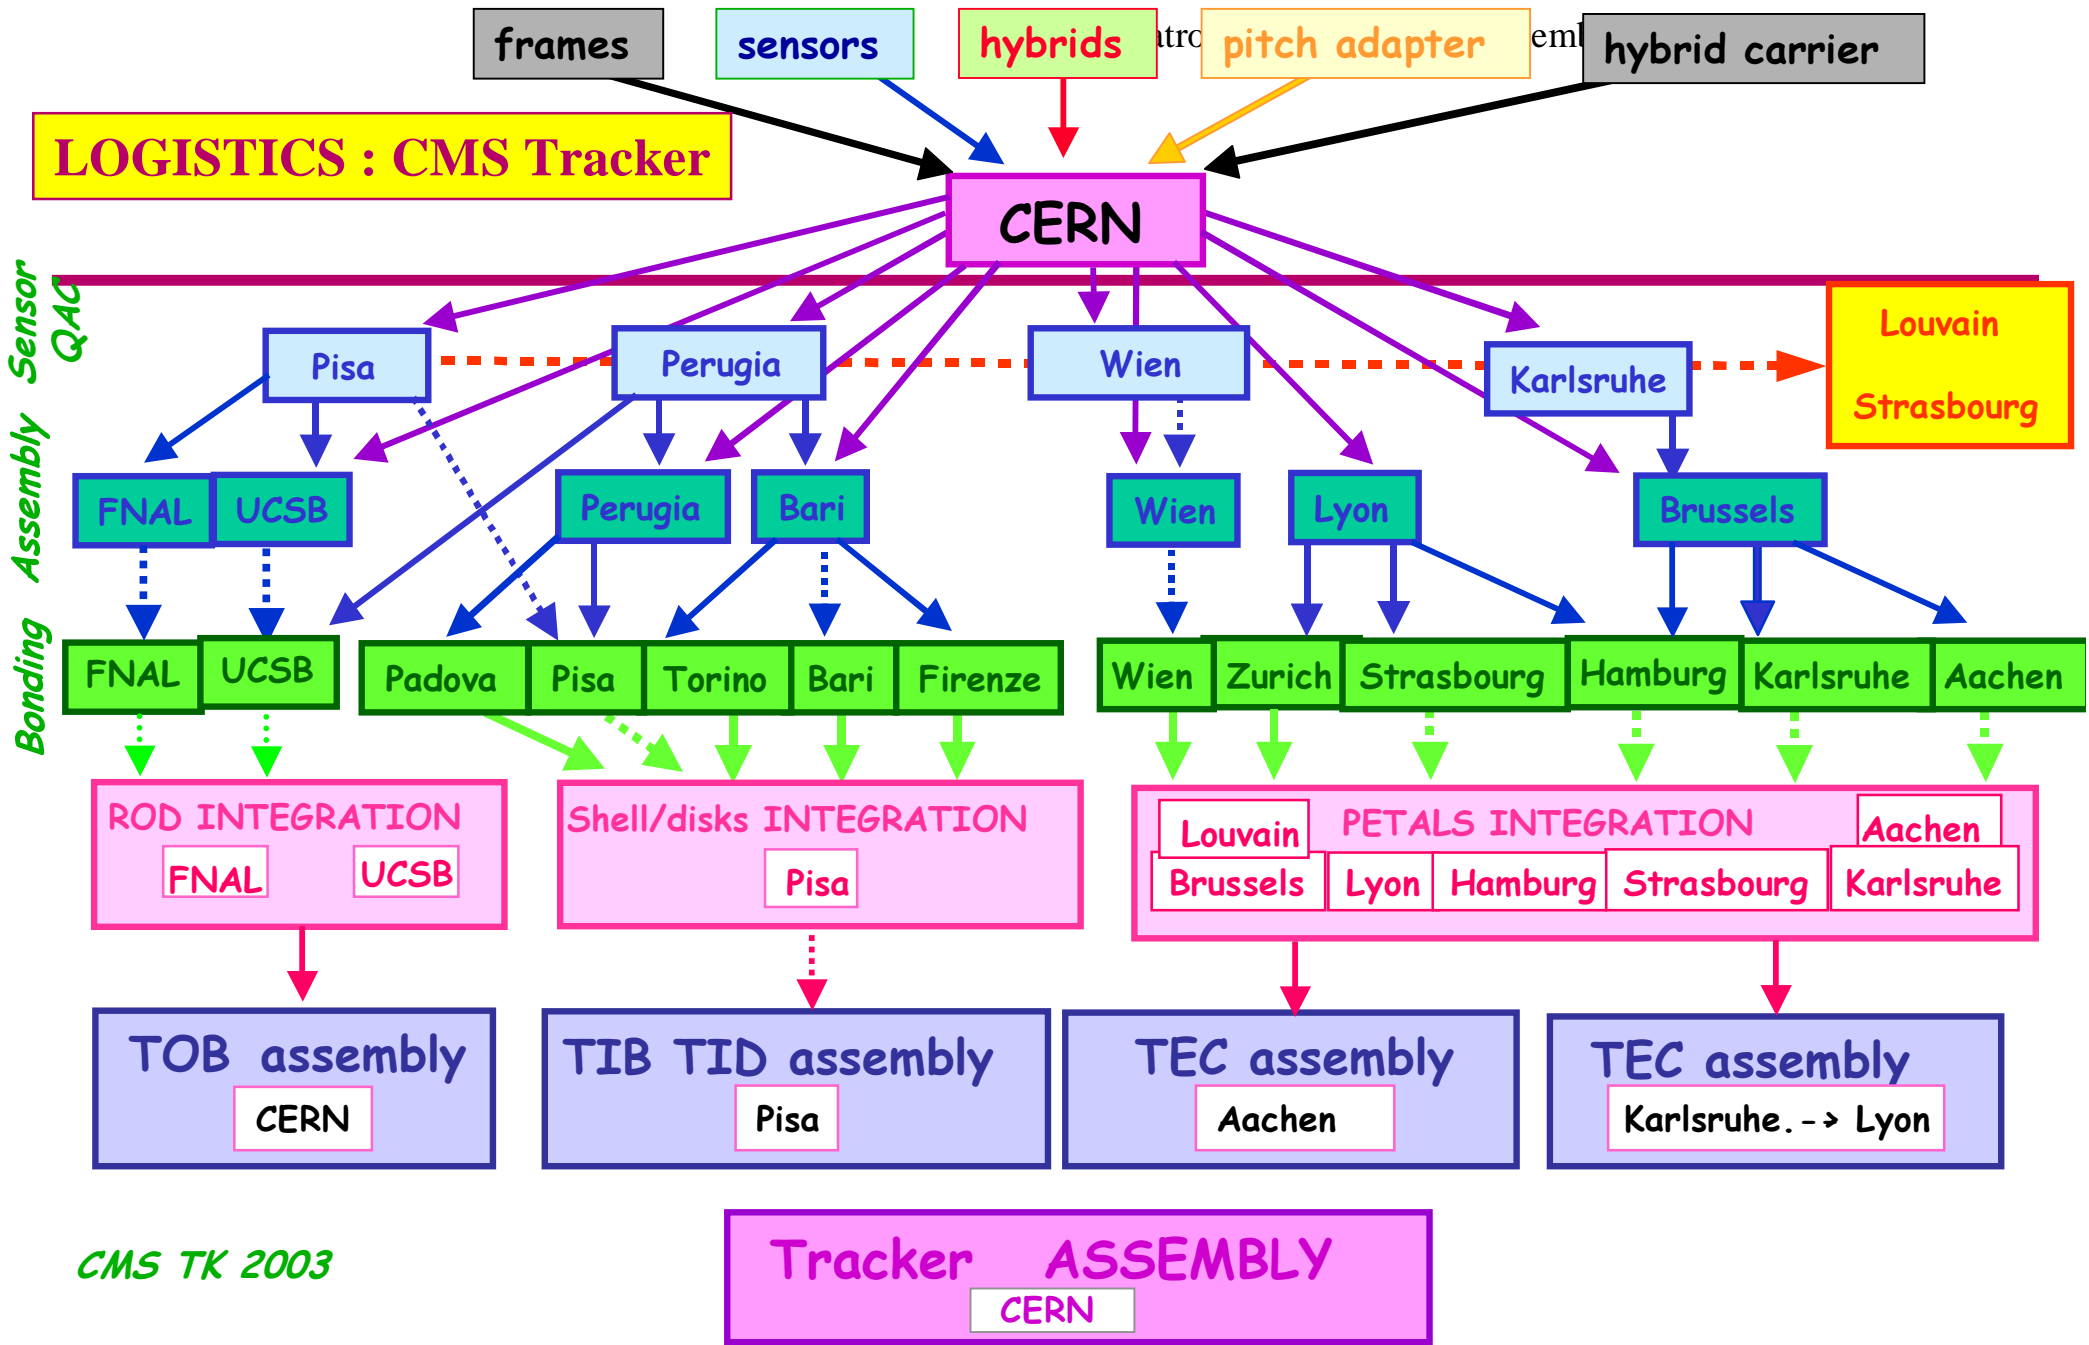 frames
sensors
hybrids
pitch adapter
hybrid carrier
LOGISTICS : CMS Tracker
CERN
Sensor
QAC
Pisa
Perugia
Wien
Karlsruhe
Louvain
Strasbourg
Assembly
FNAL
UCSB
Perugia
Bari
Wien
Lyon
Brussels
Bonding
FNAL
UCSB
Padova
Pisa
Torino
Bari
Firenze
Wien
Zurich
Strasbourg
Hamburg
Karlsruhe
Aachen
ROD INTEGRATION
FNAL
UCSB
Shell/disks INTEGRATION
Pisa
PETALS INTEGRATION
Louvain
Aachen
Brussels
Lyon
Hamburg
Strasbourg
Karlsruhe
TOB assembly
CERN
TIB TID assembly
Pisa
TEC assembly
Aachen
TEC assembly
Karlsruhe.-> Lyon
CMS TK 2003
Tracker ASSEMBLY
CERN